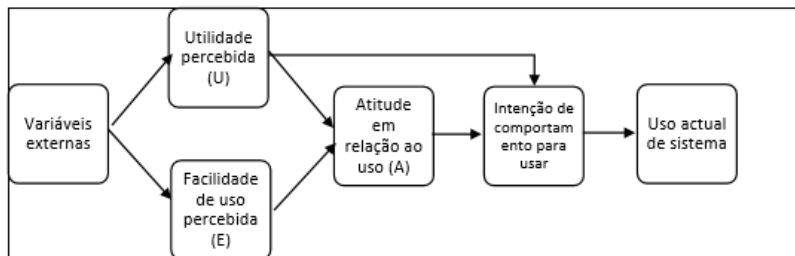 Variáveis
externas
Utilidade
percebida
(U)
Facilidade
de uso
percebida
(E)
Atitude
em
relação ao
uso (A)
Intenção de
comportam
ento para
usar
Uso actual
de sistema